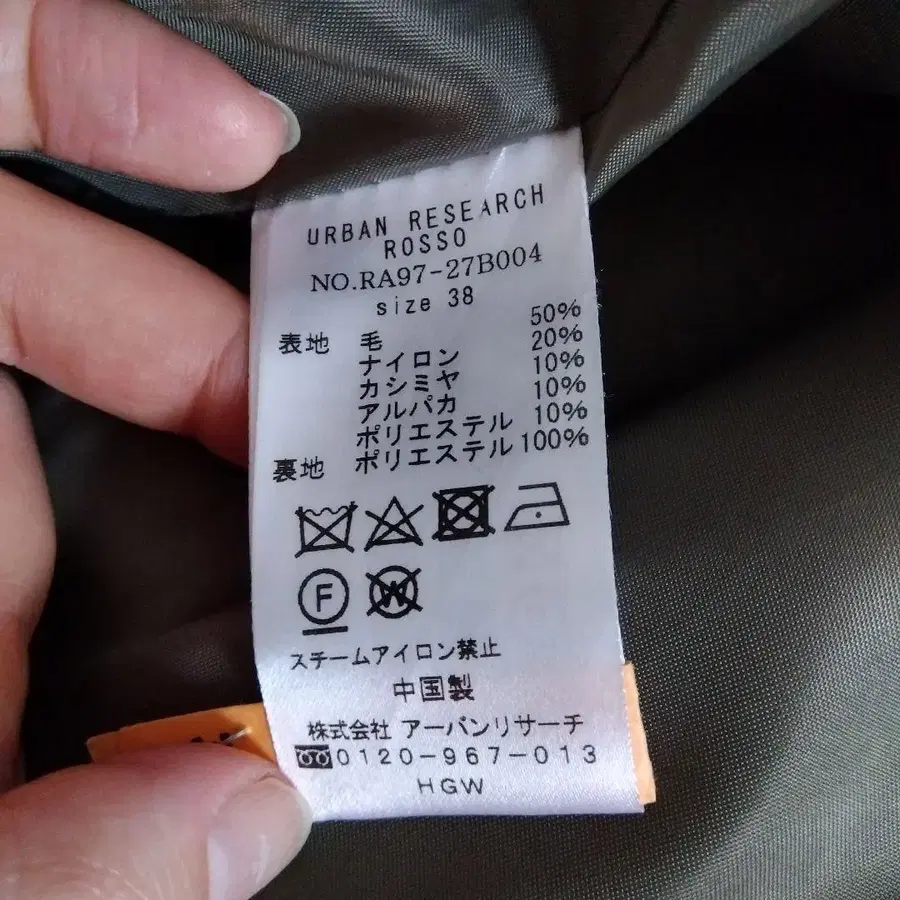 URBAN RESEARCH
ROSSO
NO.RA97-27B004
size 38
表地 毛 50%
ナイロン 20%
カシミヤ 10%
アルパカ 10%
ポリエステル 10%
裏地 ポリエステル 100%
F W
スチームアイロン禁止
中国製
株式会社 アーバンリサーチ
0120-967-013
HGW